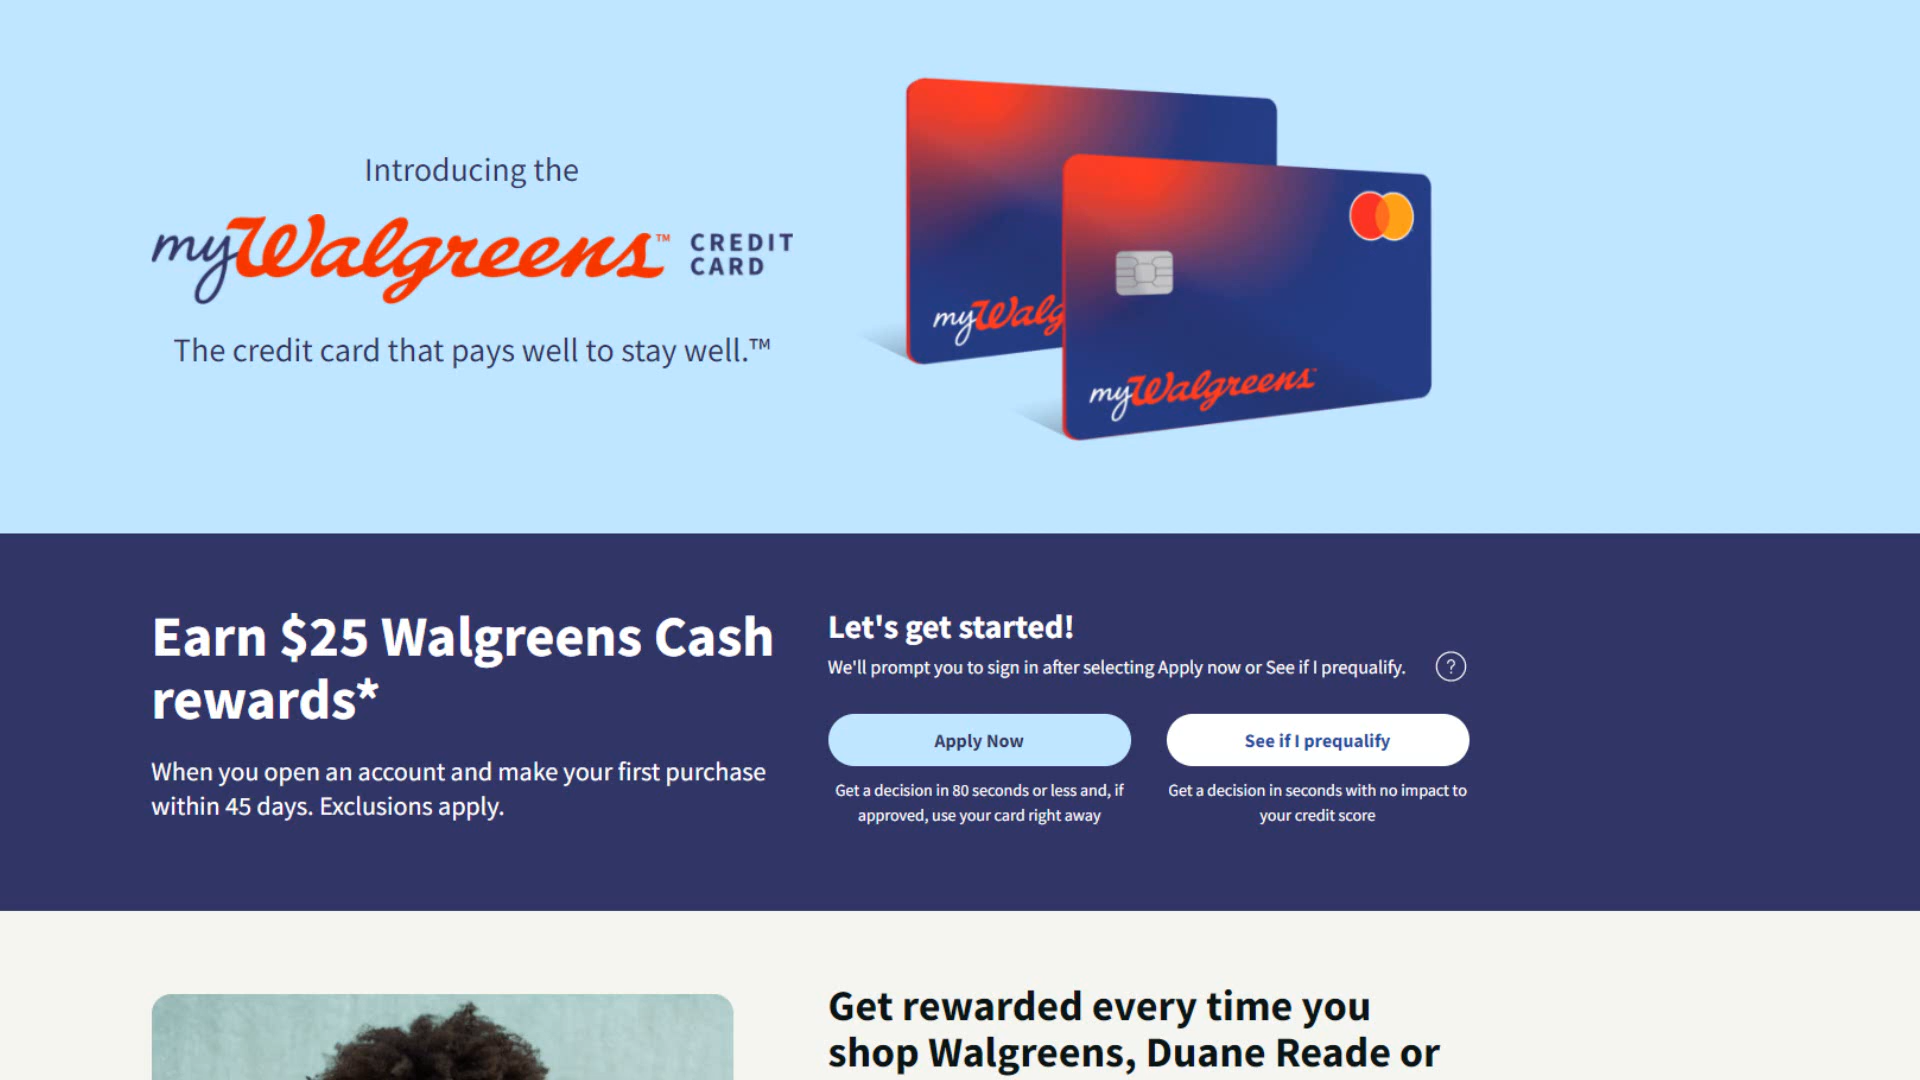 Introducing the
myWalgreens™ CREDIT CARD
The credit card that pays well to stay well.™
myWalg
myWalgreens
Earn $25 Walgreens Cash
rewards*
When you open an account and make your first purchase
within 45 days. Exclusions apply.
Let's get started!
We'll prompt you to sign in after selecting Apply now or See if I prequalify.
?
Apply Now
Get a decision in 80 seconds or less and, if
approved, use your card right away
See if I prequalify
Get a decision in seconds with no impact to
your credit score
Get rewarded every time you
shop Walgreens, Duane Reade or